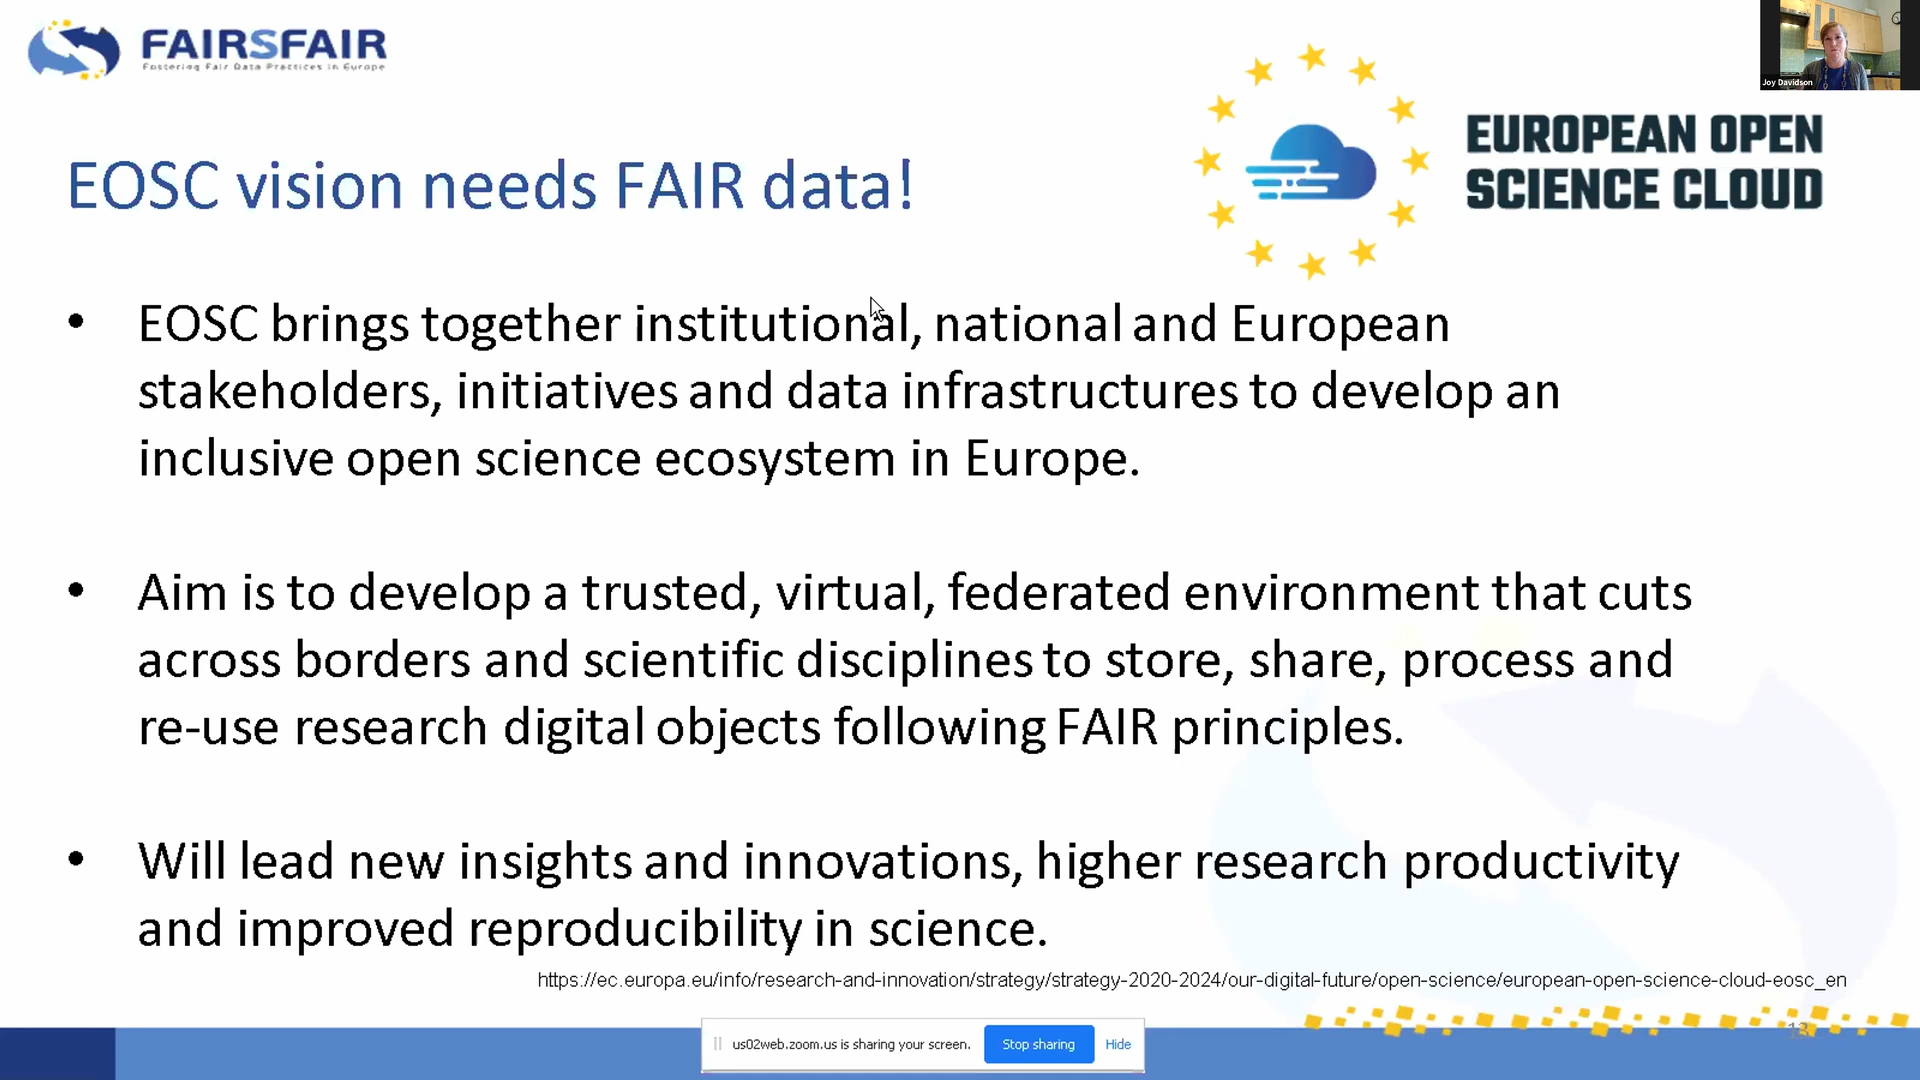 FAIRSFAIR
Fostering Fair Data Practices in Europe
Joy Davidson
EUROPEAN OPEN
SCIENCE CLOUD
EOSC vision needs FAIR data!
• EOSC brings together institutional, national and European
stakeholders, initiatives and data infrastructures to develop an
inclusive open science ecosystem in Europe.
• Aim is to develop a trusted, virtual, federated environment that cuts
across borders and scientific disciplines to store, share, process and
re-use research digital objects following FAIR principles.
• Will lead new insights and innovations, higher research productivity
and improved reproducibility in science.
https://ec.europa.eu/info/research-and-innovation/strategy/strategy-2020-2024/our-digital-future/open-science/european-open-science-cloud-eosc_en
13
us02web.zoom.us is sharing your screen.
Stop sharing
Hide